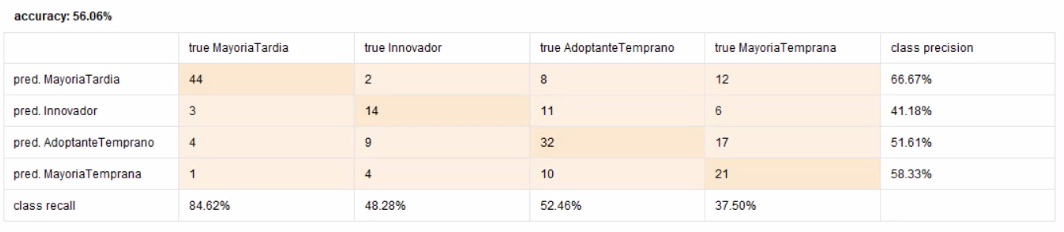 accuracy: 56.06%
true MayoriaTardia true Innovador true AdoptanteTemprano true MayoriaTemprana class precision
pred. MayoriaTardia 44 2 8 12 66.67%
pred. Innovador 3 14 11 6 41.18%
pred. AdoptanteTemprano 4 9 32 17 51.61%
pred. MayoriaTemprana 1 4 10 21 58.33%
class recall 84.62% 48.28% 52.46% 37.50%